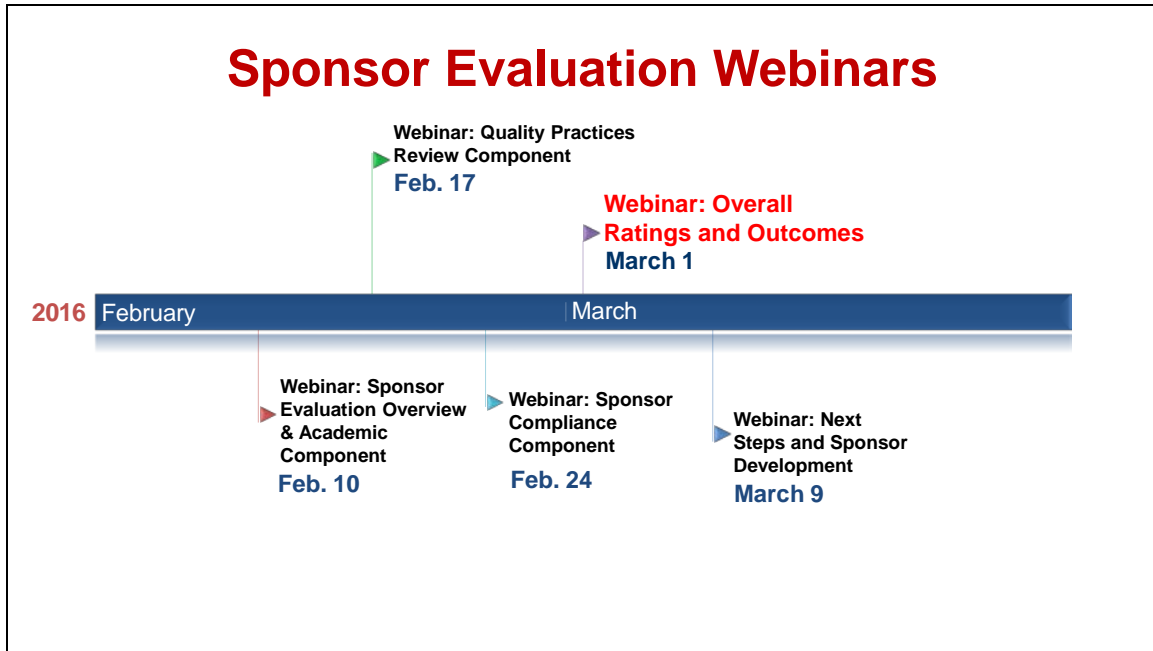 Sponsor Evaluation Webinars
Webinar: Quality Practices
Review Component
Feb. 17
Webinar: Overall
Ratings and Outcomes
March 1
2016
February
March
Webinar: Sponsor
Evaluation Overview
& Academic
Component
Feb. 10
Webinar: Sponsor
Compliance
Component
Feb. 24
Webinar: Next
Steps and Sponsor
Development
March 9